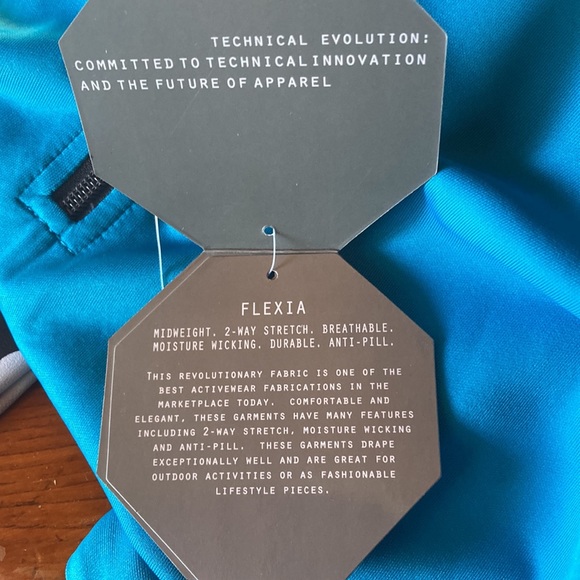 TECHNICAL EVOLUTION:
COMMITTED TO TECHNICAL INNOVATION
AND THE FUTURE OF APPAREL
FLEXIA
MIDWEIGHT. 2-WAY STRETCH. BREATHABLE.
MOISTURE WICKING. DURABLE. ANTI-PILL.
THIS REVOLUTIONARY FABRIC IS ONE OF THE
BEST ACTIVEWEAR FABRICATIONS IN THE
MARKETPLACE TODAY. COMFORTABLE AND
ELEGANT, THESE GARMENTS HAVE MANY FEATURES
INCLUDING 2-WAY STRETCH, MOISTURE WICKING
AND ANTI-PILL. THESE GARMENTS DRAPE
EXCEPTIONALLY WELL AND ARE GREAT FOR
OUTDOOR ACTIVITIES OR AS FASHIONABLE
LIFESTYLE PIECES.